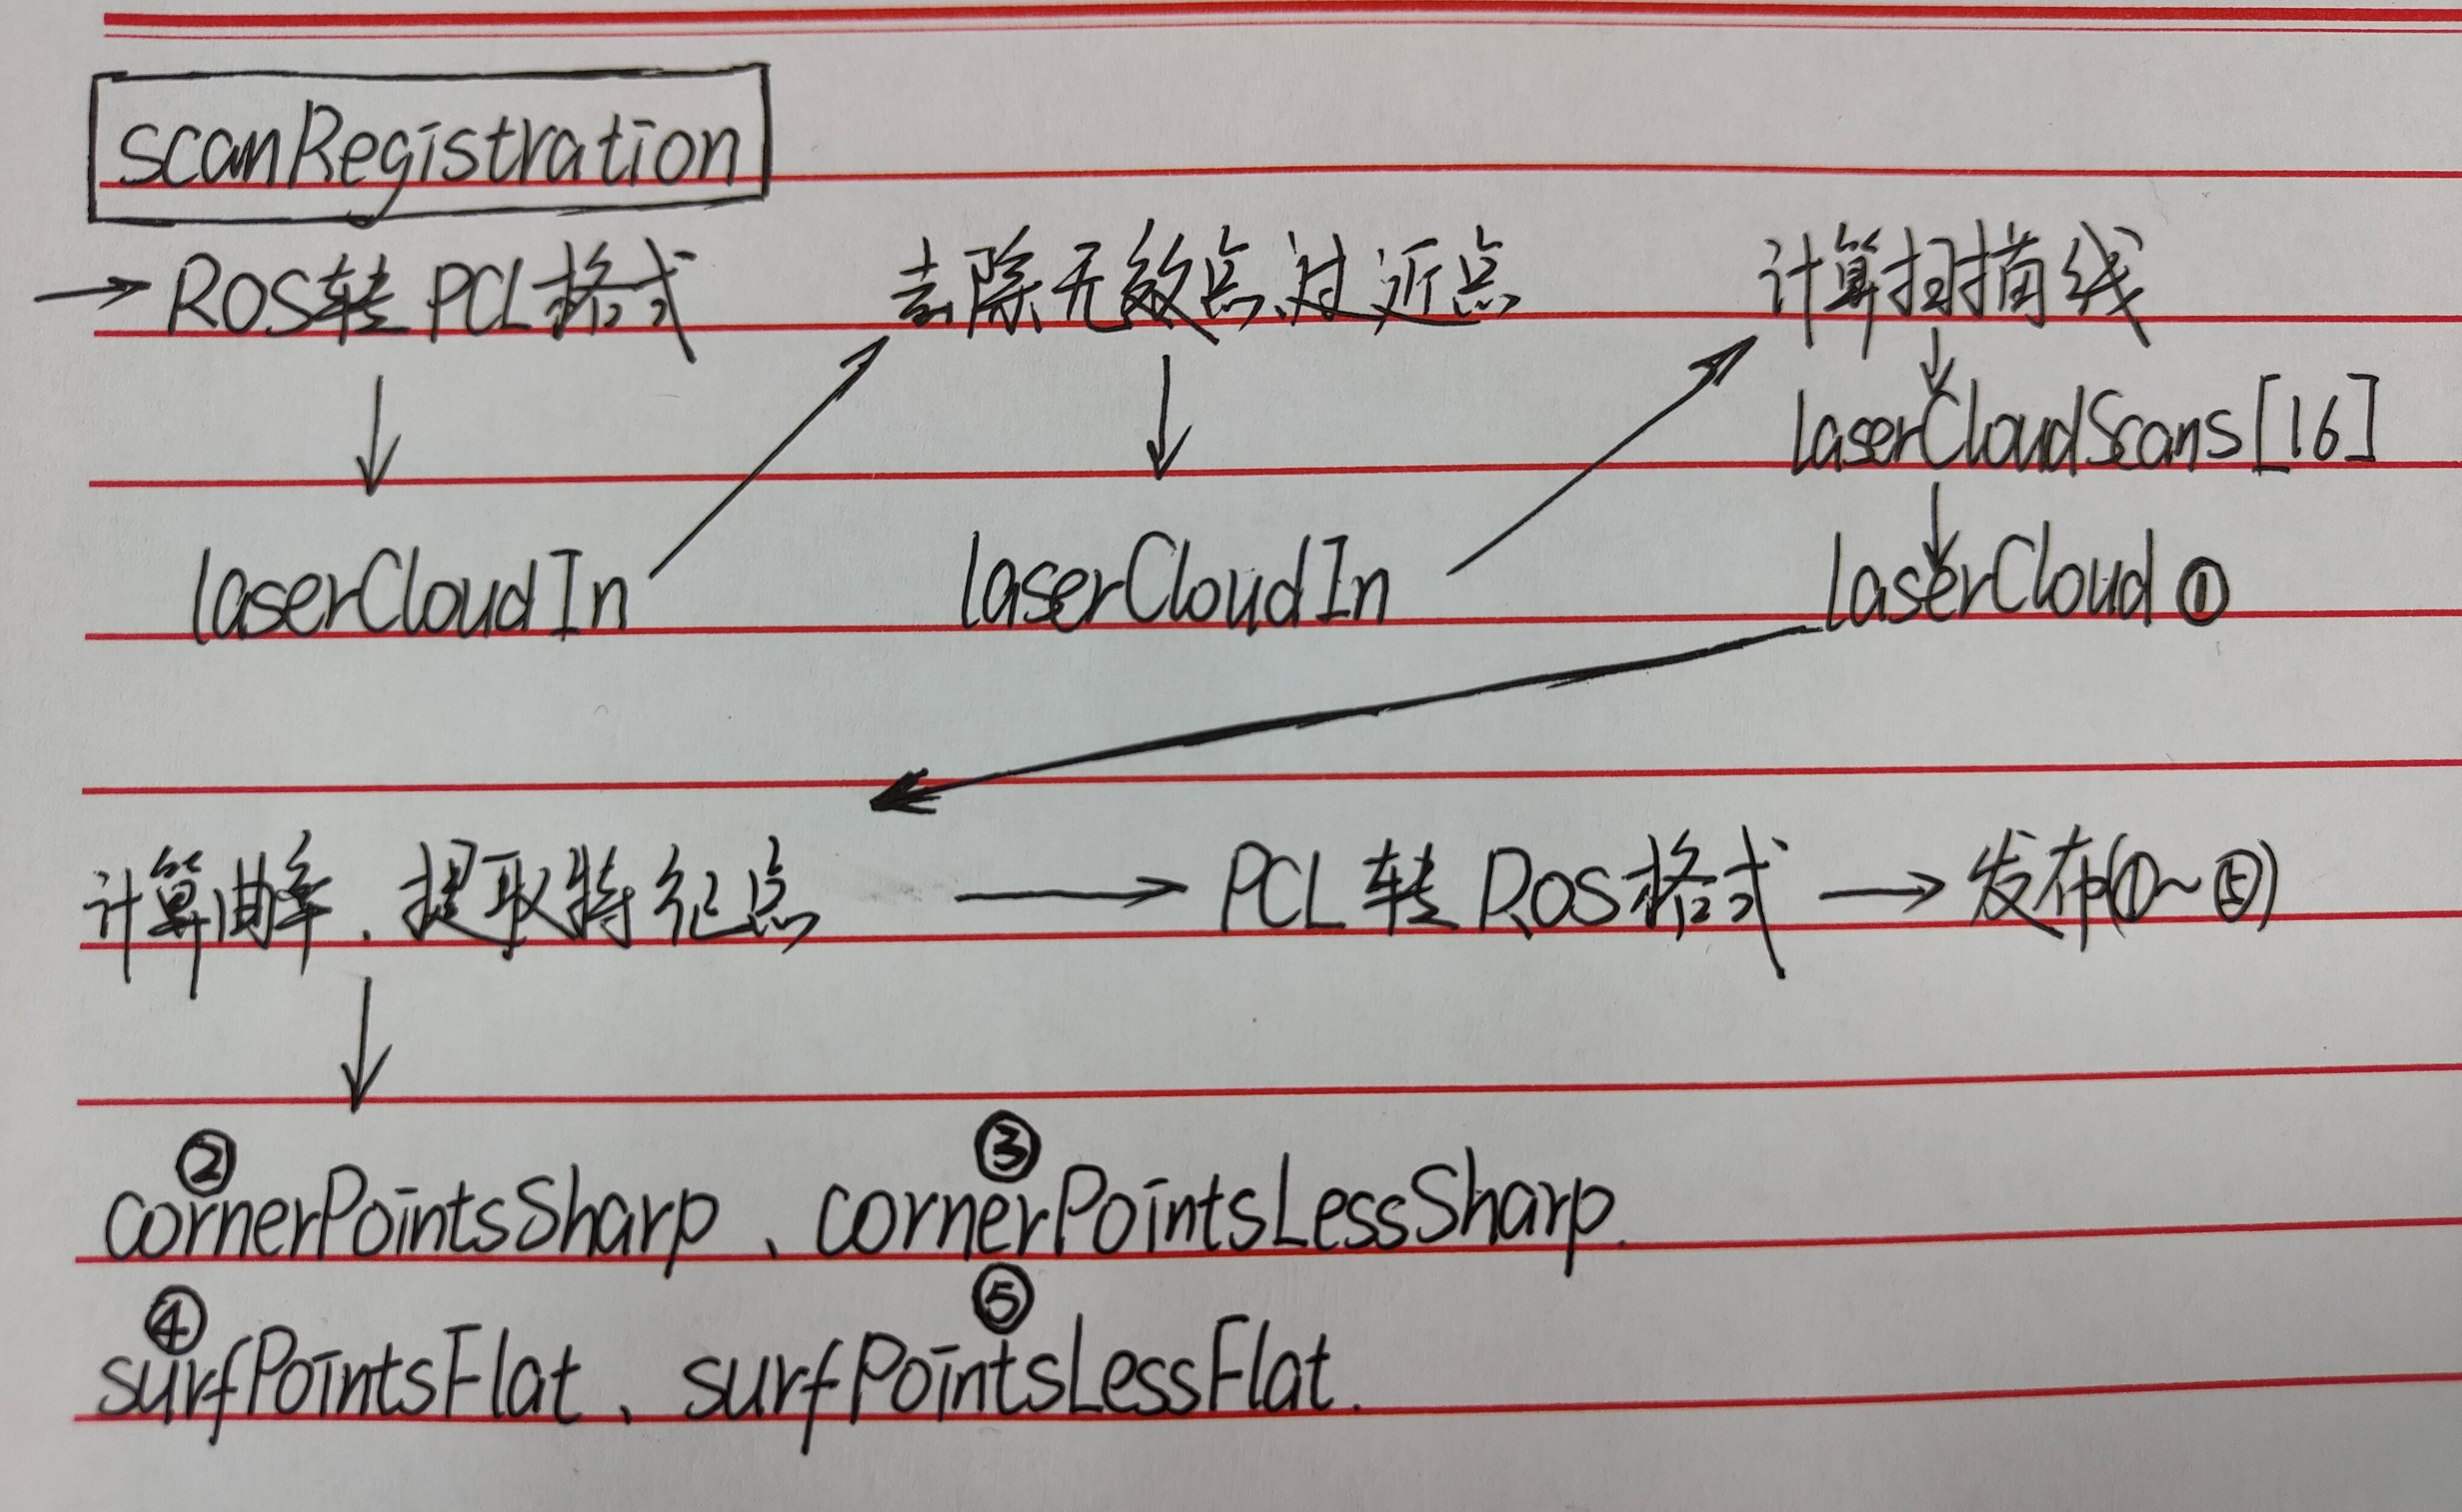 scanRegistration
→ROS转PCL格式 去除无效点、过近点 计算扫描线
laserCloudScans[16]
laserCloudIn laserCloudIn laserCloud①
计算曲率、提取特征点 → PCL转ROS格式 → 发布(①~⑤)
② ③
cornerPointsSharp、cornerPointsLessSharp.
④ ⑤
surfPointsFlat、surfPointsLessFlat.